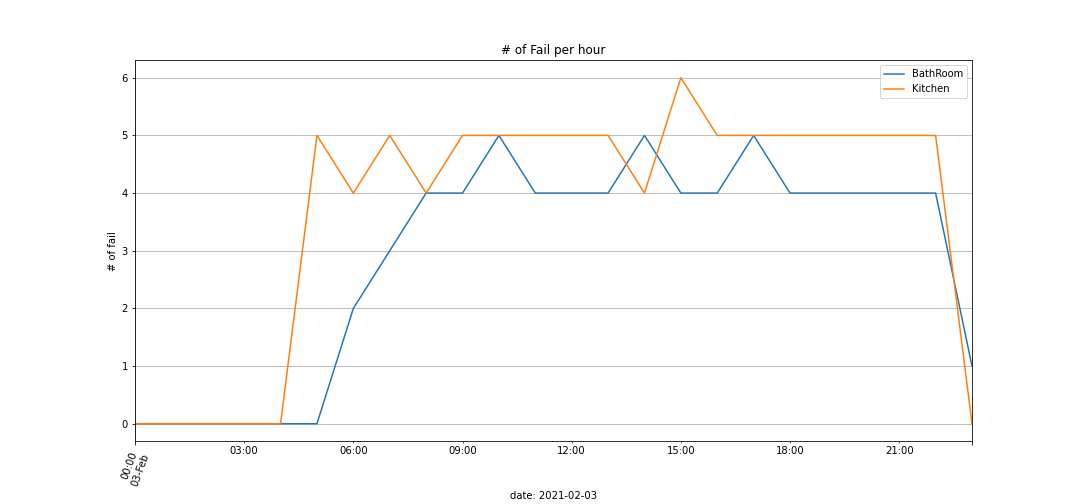 # of Fail per hour
BathRoom
Kitchen
# of fail
6
5
4
3
2
1
0
00:00
03-Feb
03:00
06:00
09:00
12:00
15:00
18:00
21:00
date: 2021-02-03